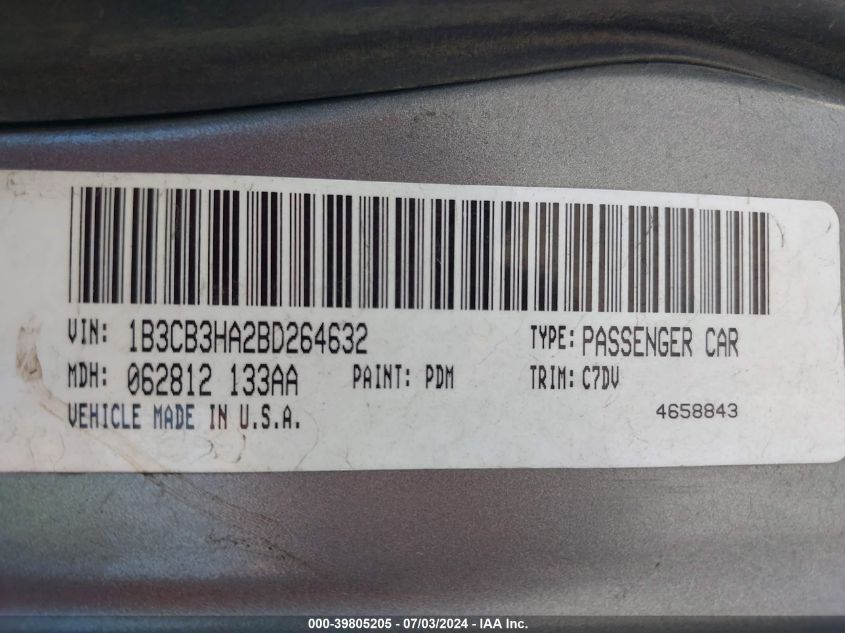 VIN: 1B3CB3HA2BD264632 TYPE: PASSENGER CAR
MDH: 062812 133AA PAINT: PDM TRIM: C7DV
VEHICLE MADE IN U.S.A. 4658843
000-39805205 - 07/03/2024 - IAA Inc.